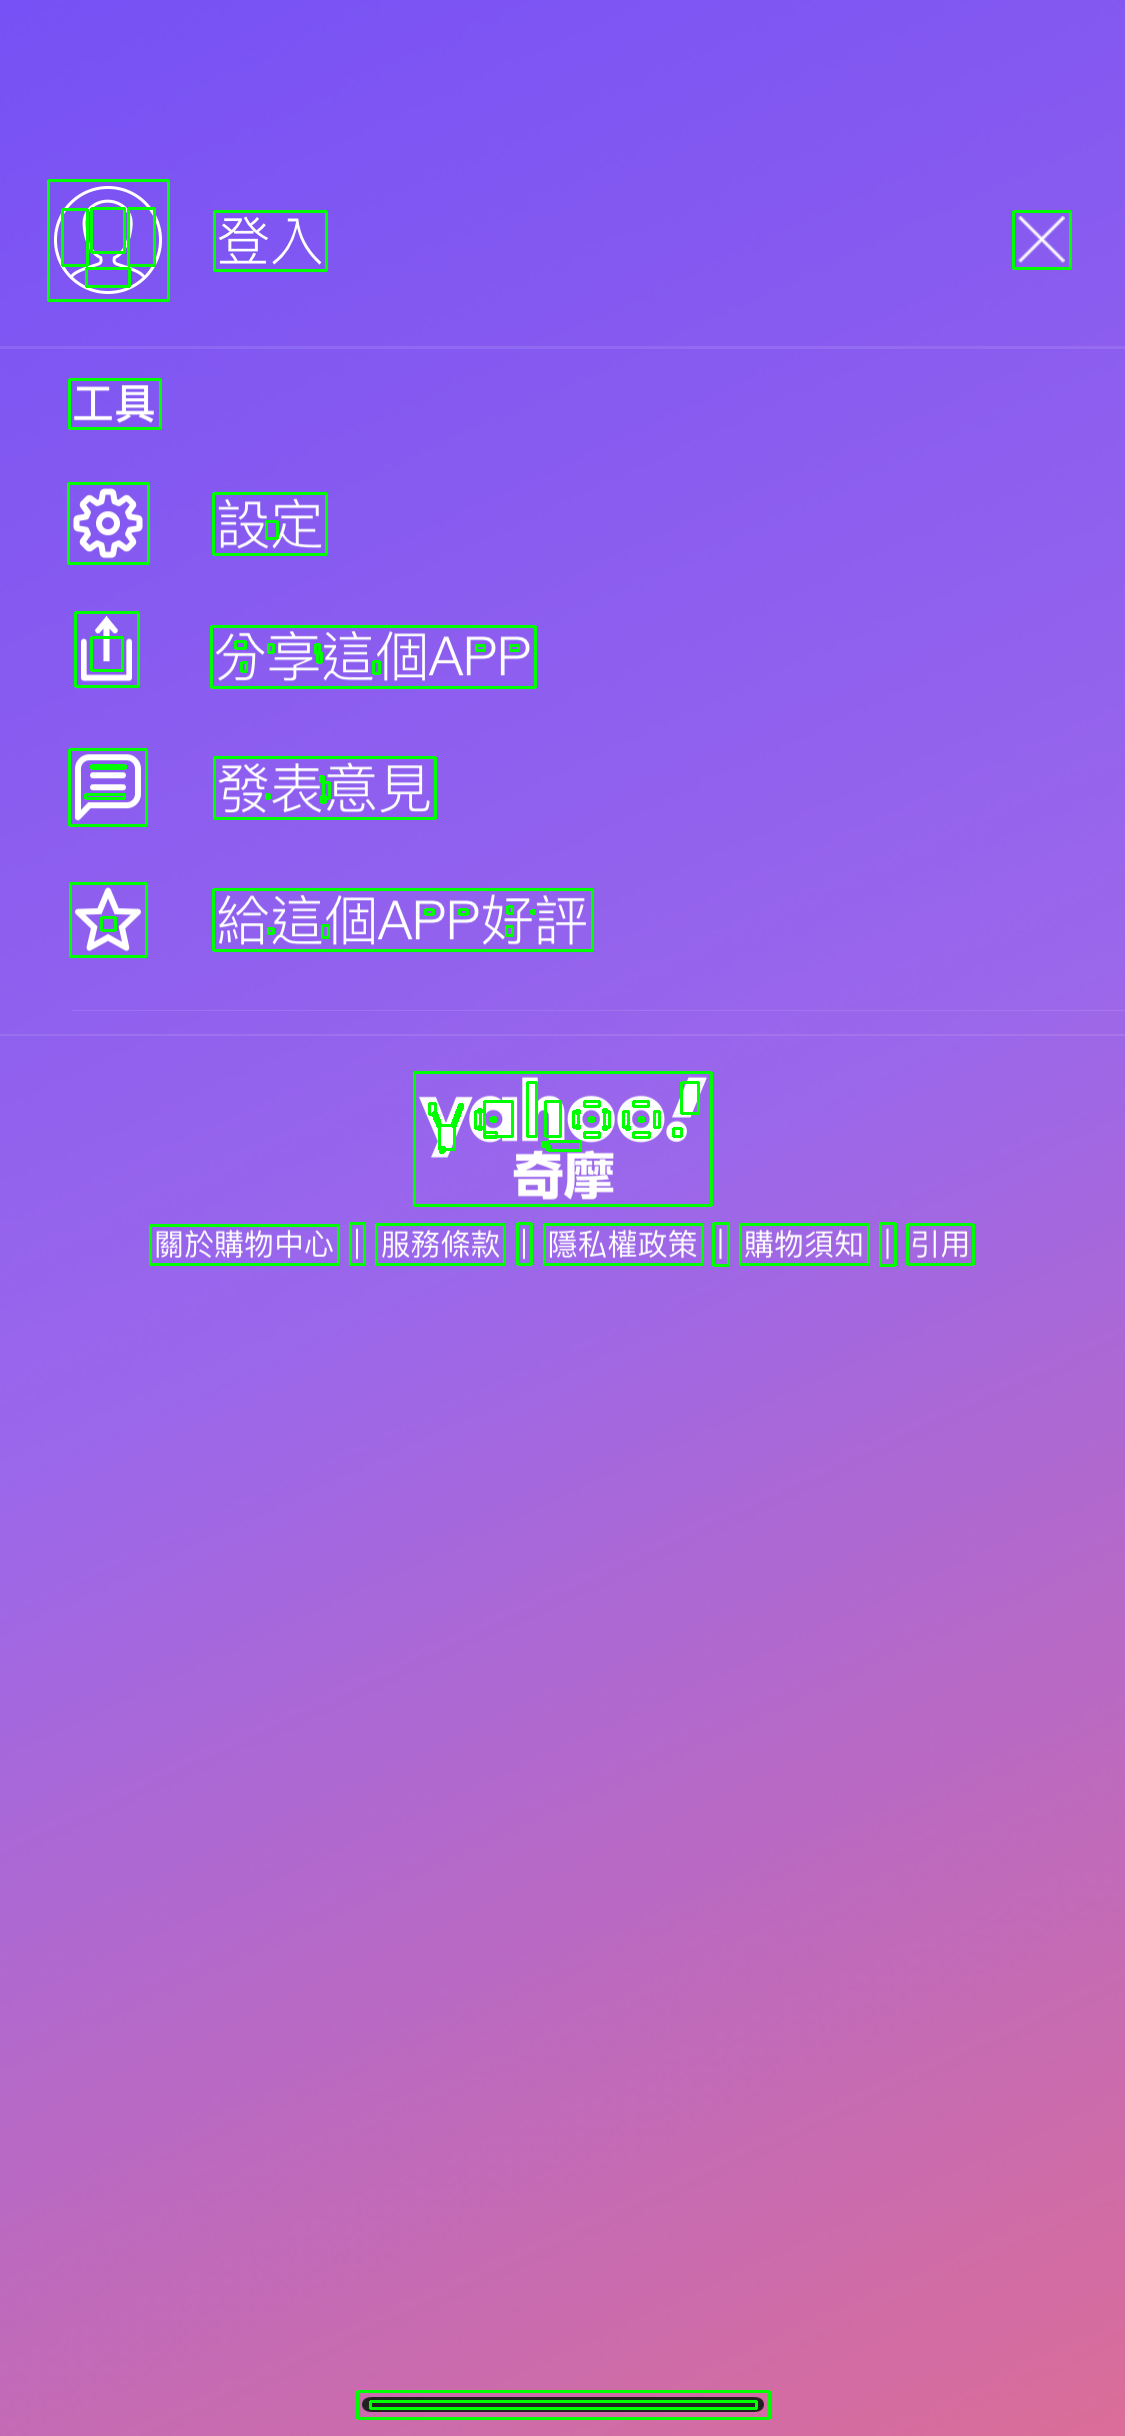 登入
工具
設定
分享這個APP
發表意見
給這個APP好評
yahoo!
奇摩
關於購物中心 | 服務條款 | 隱私權政策 | 購物須知 | 引用